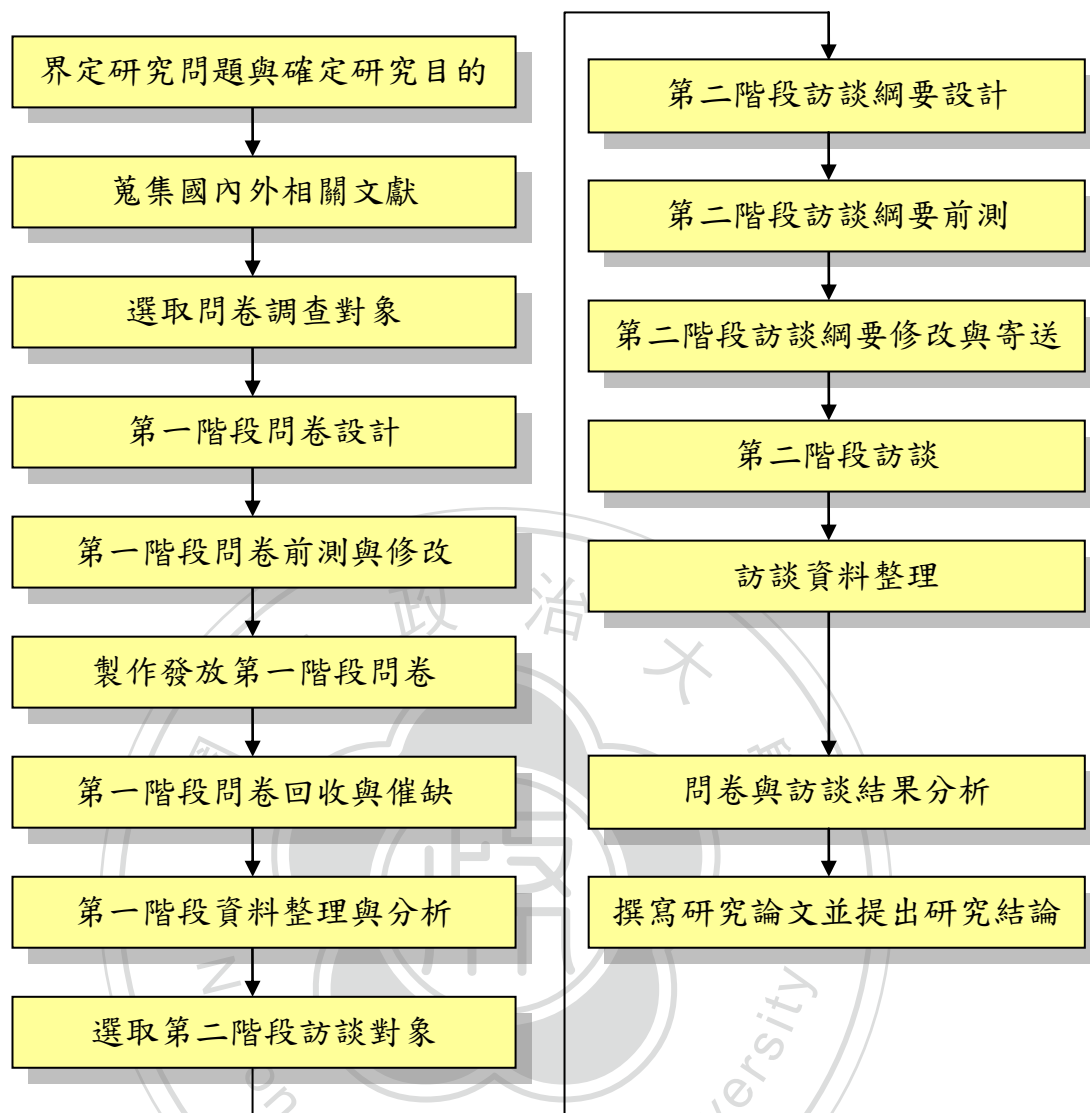 界定研究問題與確定研究目的
蒐集國內外相關文獻
選取問卷調查對象
第一階段問卷設計
第一階段問卷前測與修改
製作發放第一階段問卷
第一階段問卷回收與催缺
第一階段資料整理與分析
選取第二階段訪談對象
第二階段訪談綱要設計
第二階段訪談綱要前測
第二階段訪談綱要修改與寄送
第二階段訪談
訪談資料整理
問卷與訪談結果分析
撰寫研究論文並提出研究結論
政治大
versity